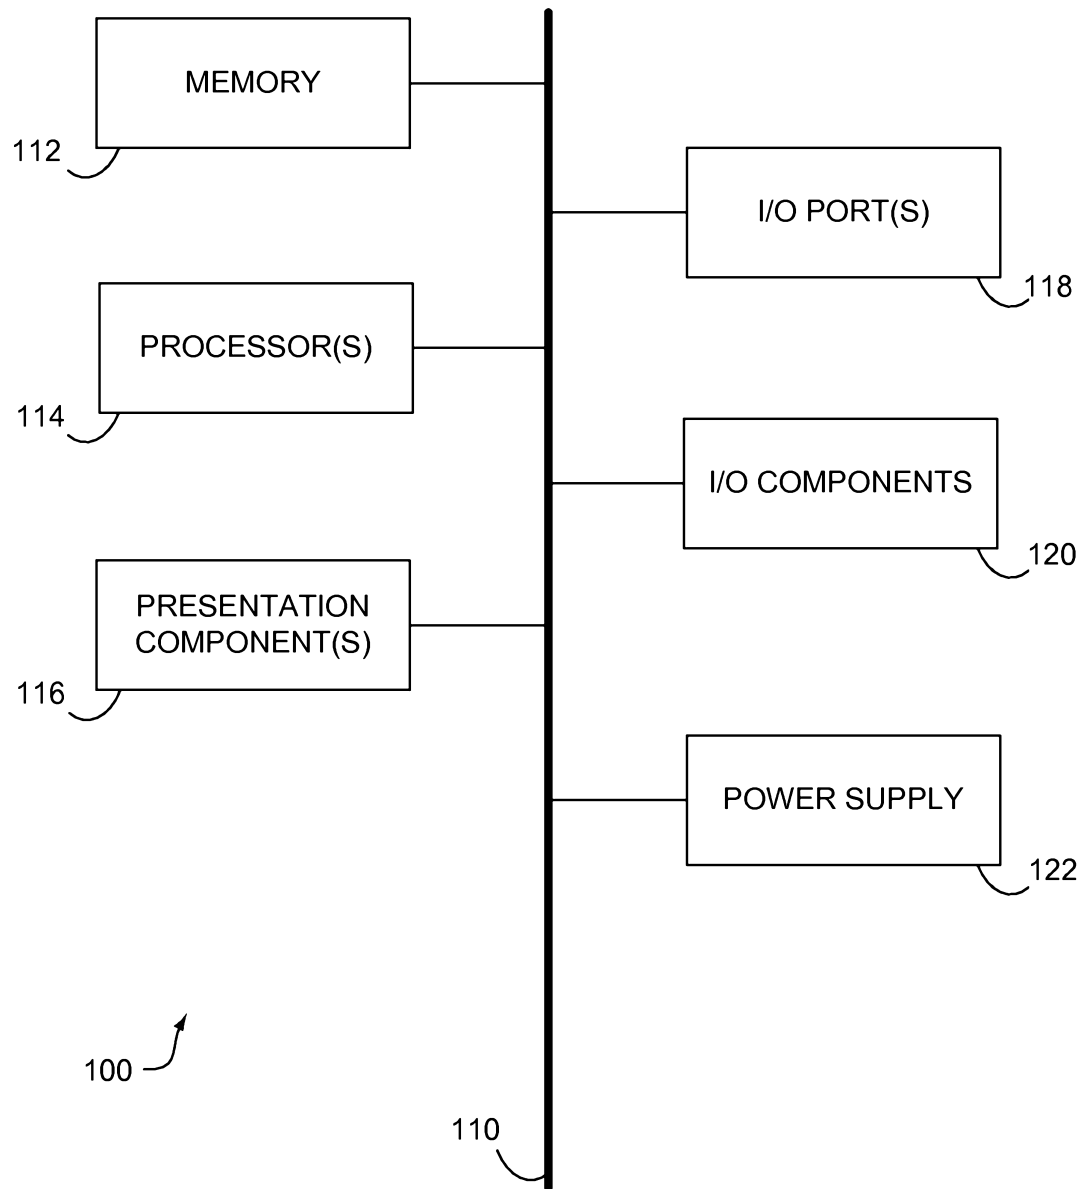 MEMORY
112
I/O PORT(S)
118
PROCESSOR(S)
114
I/O COMPONENTS
120
PRESENTATION
COMPONENT(S)
116
POWER SUPPLY
122
100
110